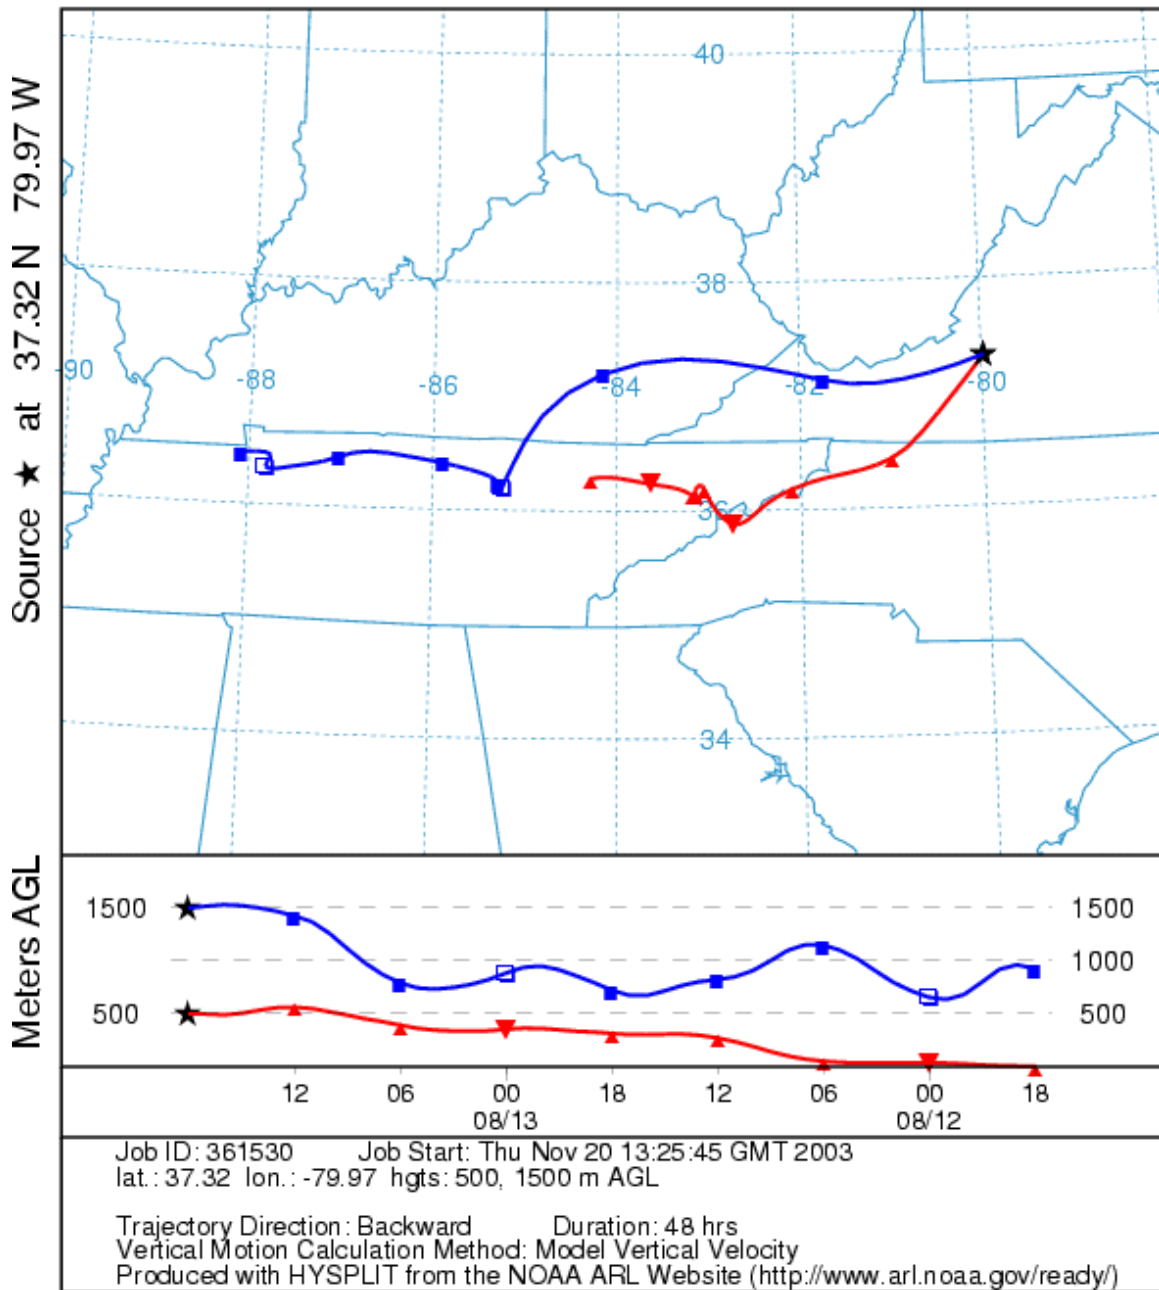 Source ★ at 37.32 N 79.97 W
40
38
-90
-88
-86
-84
-82
-80
36
34
Meters AGL
1500
1500
1000
500
500
12 06 00 18 12 06 00 18
08/13 08/12
Job ID: 361530 Job Start: Thu Nov 20 13:25:45 GMT 2003
lat.: 37.32 lon.: -79.97 hgts: 500, 1500 m AGL
Trajectory Direction: Backward Duration: 48 hrs
Vertical Motion Calculation Method: Model Vertical Velocity
Produced with HYSPLIT from the NOAA ARL Website (http://www.arl.noaa.gov/ready/)